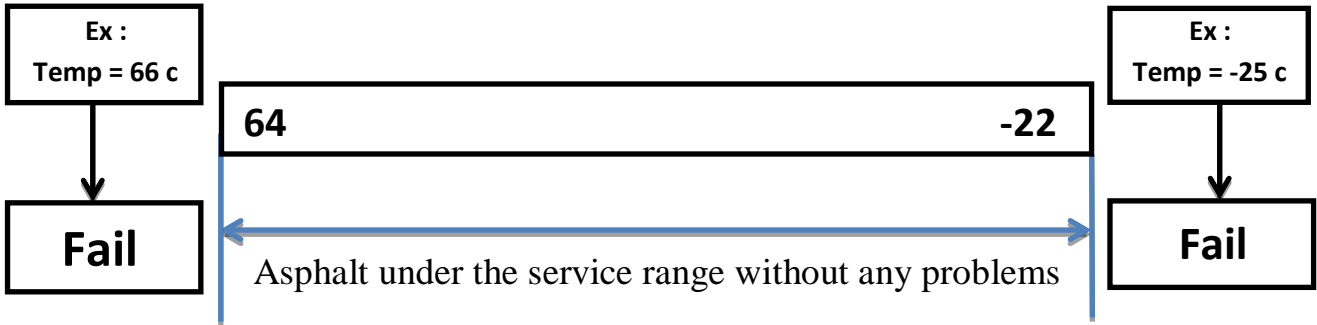 Ex :
Temp = 66 c
Fail
64 -22
Asphalt under the service range without any problems
Ex :
Temp = -25 c
Fail